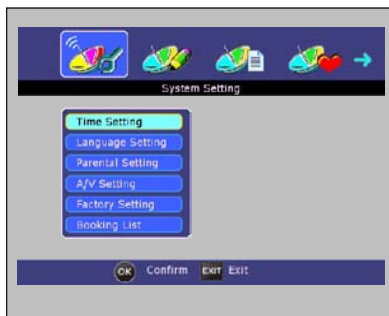 System Setting
Time Setting
Language Setting
Parental Setting
A/V Setting
Factory Setting
Booking List
OK Confirm EXIT Exit